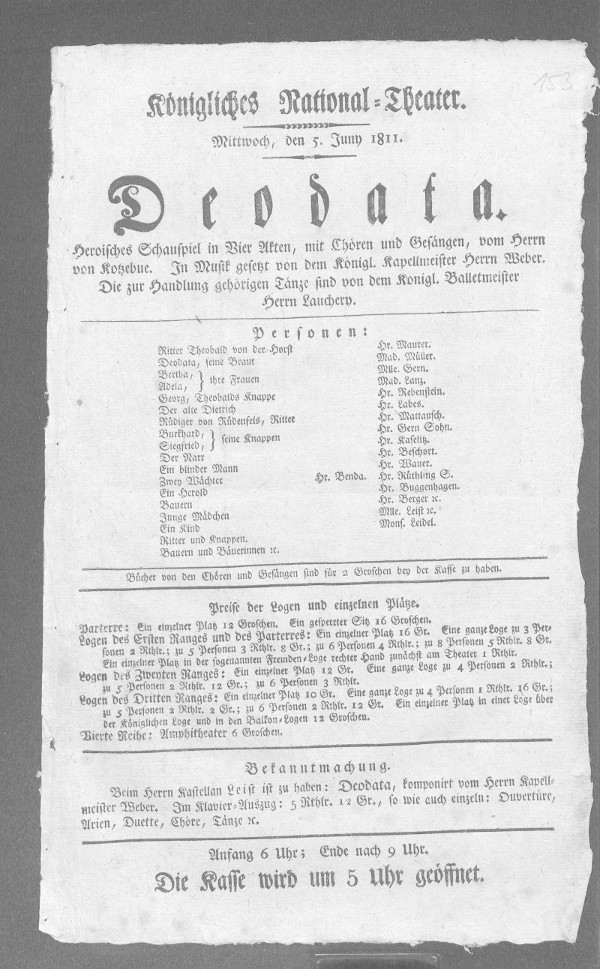 153
Königliches National-Theater.
Mittwoch, den 5. Juny 1811.
Deodata.
Heroisches Schauspiel in Vier Akten, mit Chören und Gesängen, vom Herrn
von Kotzebue. In Musik gesetzt von dem Königl. Kapellmeister Herrn Weber.
Die zur Handlung gehörigen Tänze sind von dem Konigl. Balletmeister
Herrn Lauchery.
Personen:
Ritter Theobald von der Horst Hr. Maurer.
Deodata, seine Braut Mad. Müller.
Bertha, } ihre Frauen Mlle. Gern.
Adela, Mad. Lanz.
Georg, Theobalds Knappe Hr. Rebenstein.
Der alte Dietrich Hr. Labes.
Rüdiger von Rüdenfels, Ritter Hr. Mattausch.
Burkhard, } seine Knappen Hr. Gern Sohn.
Siegfried, Hr. Kaselitz.
Der Narr Hr. Beschort.
Ein blinder Mann Hr. Wauer.
Zwey Wächter Hr. Benda. Hr. Rüthling S.
Ein Herold Hr. Buggenhagen.
Bauern Hr. Berger ꝛc.
Junge Mädchen Mlle. Leist ꝛc.
Ein Kind Mons. Leidel.
Ritter und Knappen.
Bauern und Bäuerinnen ꝛc.
Bücher von den Chören und Gesängen sind für 2 Groschen bey der Kasse zu haben.
Preise der Logen und einzelnen Plätze.
Parterre: Ein einzelner Platz 12 Groschen. Ein gesperrter Sitz 16 Groschen.
Logen des Ersten Ranges und des Parterres: Ein einzelner Platz 16 Gr. Eine ganze Loge zu 3 Per-
sonen 2 Rthlr.; zu 5 Personen 3 Rthlr. 8 Gr.; zu 6 Personen 4 Rthlr.; zu 8 Personen 5 Rthlr. 8 Gr.
Ein einzelner Platz in der sogenannten Fremden-Loge rechter Hand zunächst am Theater 1 Rthlr.
Logen des Zweyten Ranges: Ein einzelner Platz 12 Gr. Eine ganze Loge zu 4 Personen 2 Rthlr.;
zu 5 Personen 2 Rthlr. 12 Gr.; zu 6 Personen 3 Rthlr.
Logen des Dritten Ranges: Ein einzelner Platz 10 Gr. Eine ganze Loge zu 4 Personen 1 Rthlr. 16 Gr.;
zu 5 Personen 2 Rthlr. 2 Gr.; zu 6 Personen 2 Rthlr. 12 Gr. Ein einzelner Platz in einer Loge über
der Königlichen Loge und in den Balkon-Logen 12 Groschen.
Vierte Reihe: Amphitheater 6 Groschen.
Bekanntmachung.
Beim Herrn Kastellan Leist ist zu haben: Deodata, komponirt vom Herrn Kapell-
meister Weber. Im Klavier-Auszug: 5 Rthlr. 12 Gr., so wie auch einzeln: Ouvertüre,
Arien, Duette, Chöre, Tänze ꝛc.
Anfang 6 Uhr; Ende nach 9 Uhr.
Die Kasse wird um 5 Uhr geöffnet.